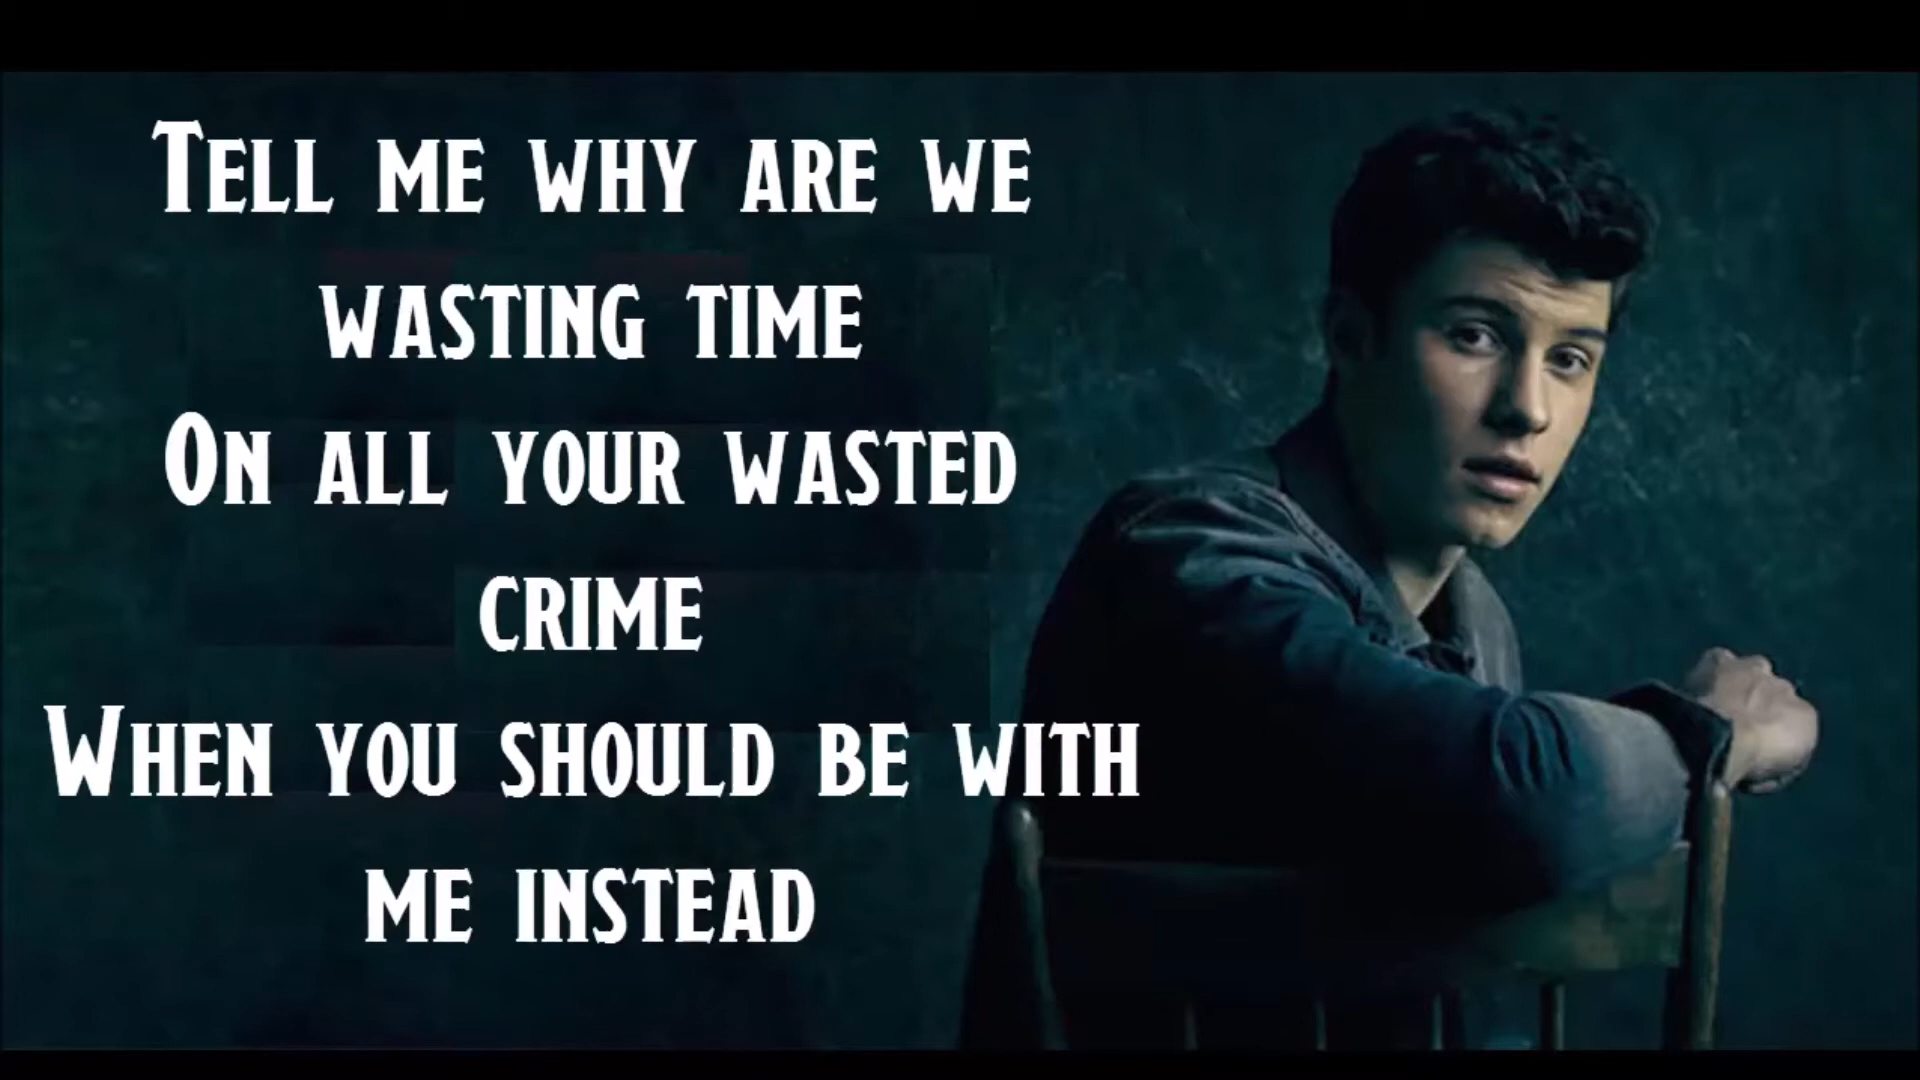 Tell me why are we
wasting time
On all your wasted
crime
When you should be with
me instead